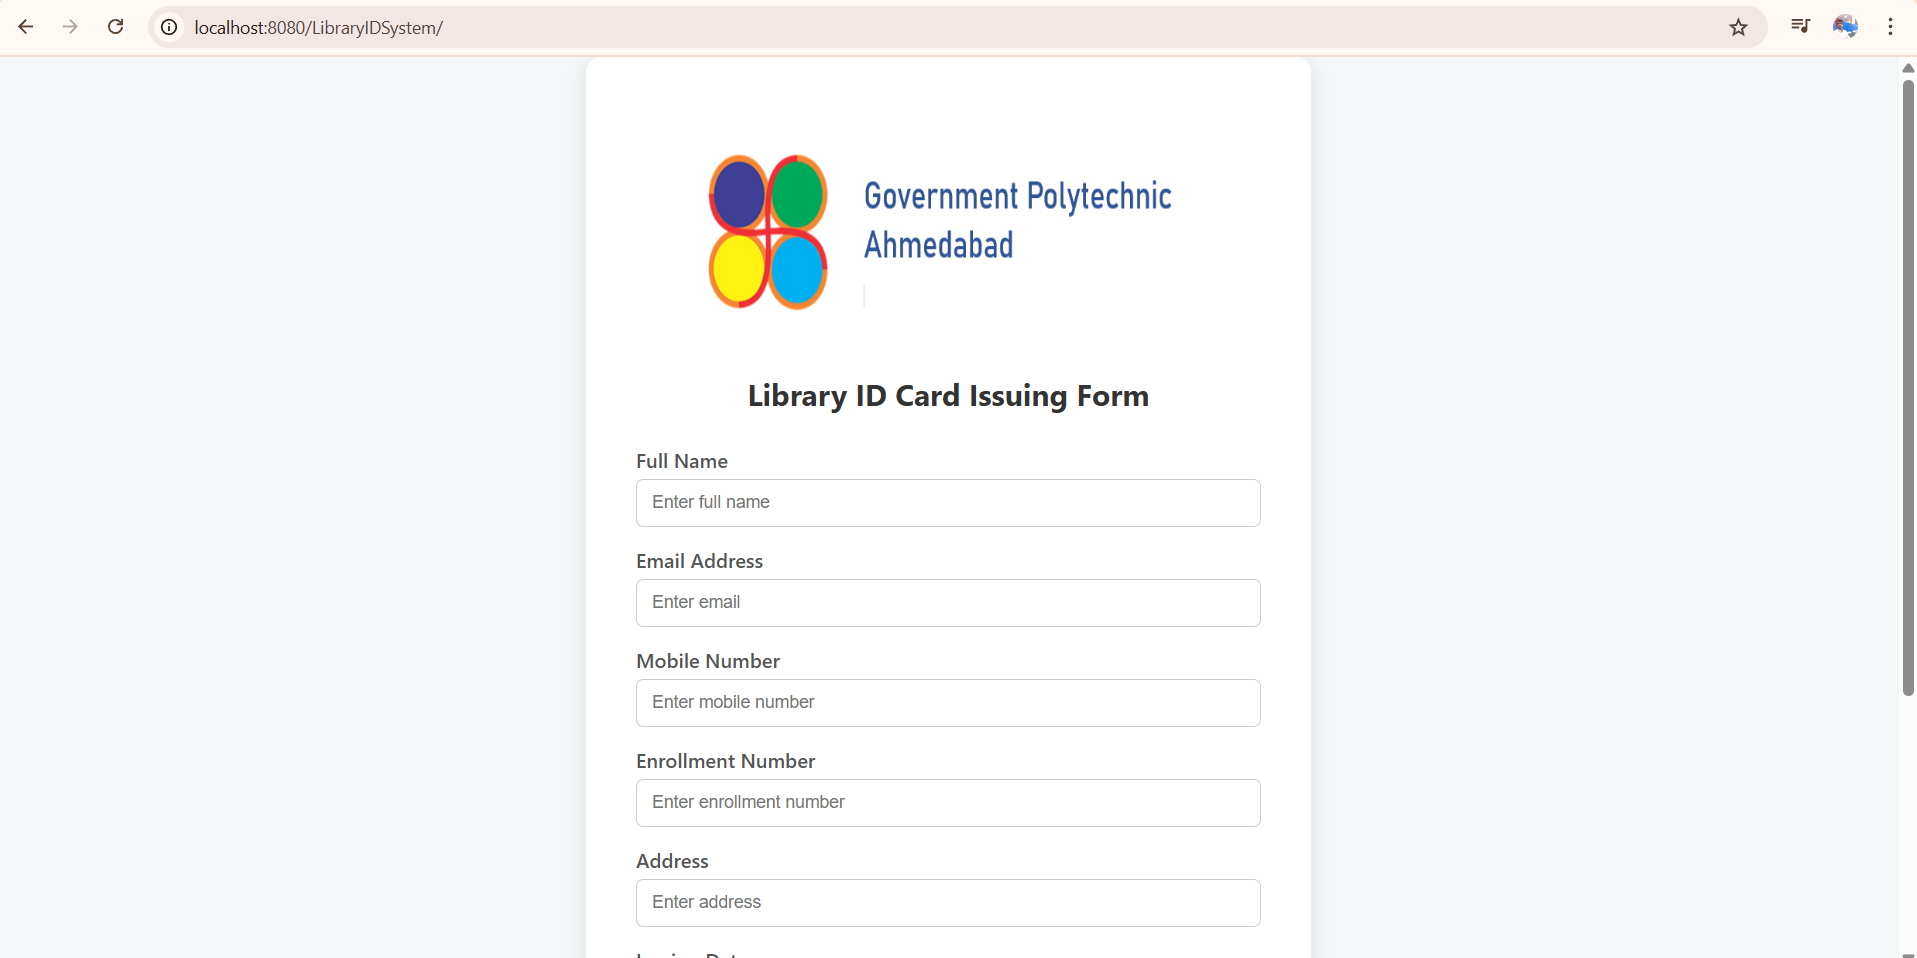 localhost:8080/LibraryIDSystem/
Government Polytechnic
Ahmedabad
Library ID Card Issuing Form
Full Name
Enter full name
Email Address
Enter email
Mobile Number
Enter mobile number
Enrollment Number
Enter enrollment number
Address
Enter address